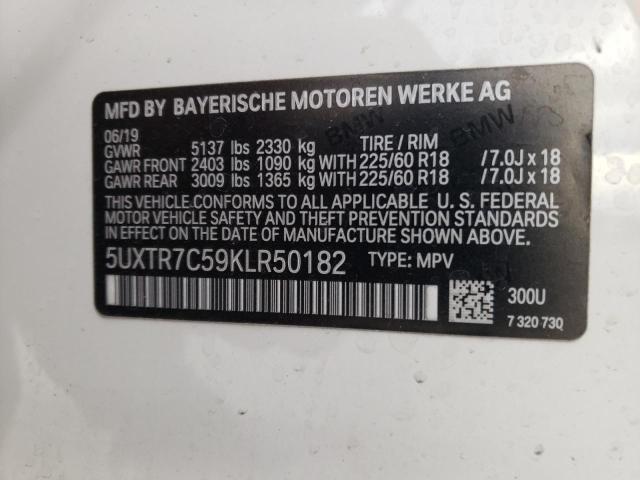 MFD BY BAYERISCHE MOTOREN WERKE AG
06/19
GVWR 5137 lbs 2330 kg TIRE / RIM
GAWR FRONT 2403 lbs 1090 kg WITH 225/60 R18 /7.0J x 18
GAWR REAR 3009 lbs 1365 kg WITH 225/60 R18 /7.0J x 18
THIS VEHICLE CONFORMS TO ALL APPLICABLE U. S. FEDERAL
MOTOR VEHICLE SAFETY AND THEFT PREVENTION STANDARDS
IN EFFECT ON THE DATE OF MANUFACTURE SHOWN ABOVE.
5UXTR7C59KLR50182 TYPE: MPV
300U
7 320 730